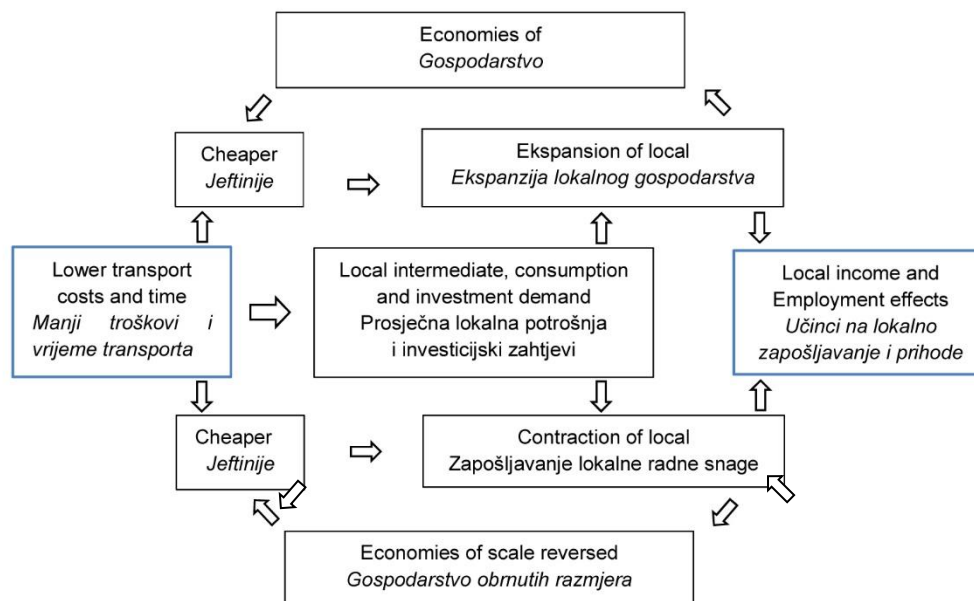 Economies of
Gospodarstvo
Cheaper
Jeftinije
Ekspansion of local
Ekspanzija lokalnog gospodarstva
Lower transport
costs and time
Manji troškovi i
vrijeme transporta
Local intermediate, consumption
and investment demand
Prosječna lokalna potrošnja
i investicijski zahtjevi
Local income and
Employment effects
Učinci na lokalno
zapošljavanje i prihode
Cheaper
Jeftinije
Contraction of local
Zapošljavanje lokalne radne snage
Economies of scale reversed
Gospodarstvo obrnutih razmjera